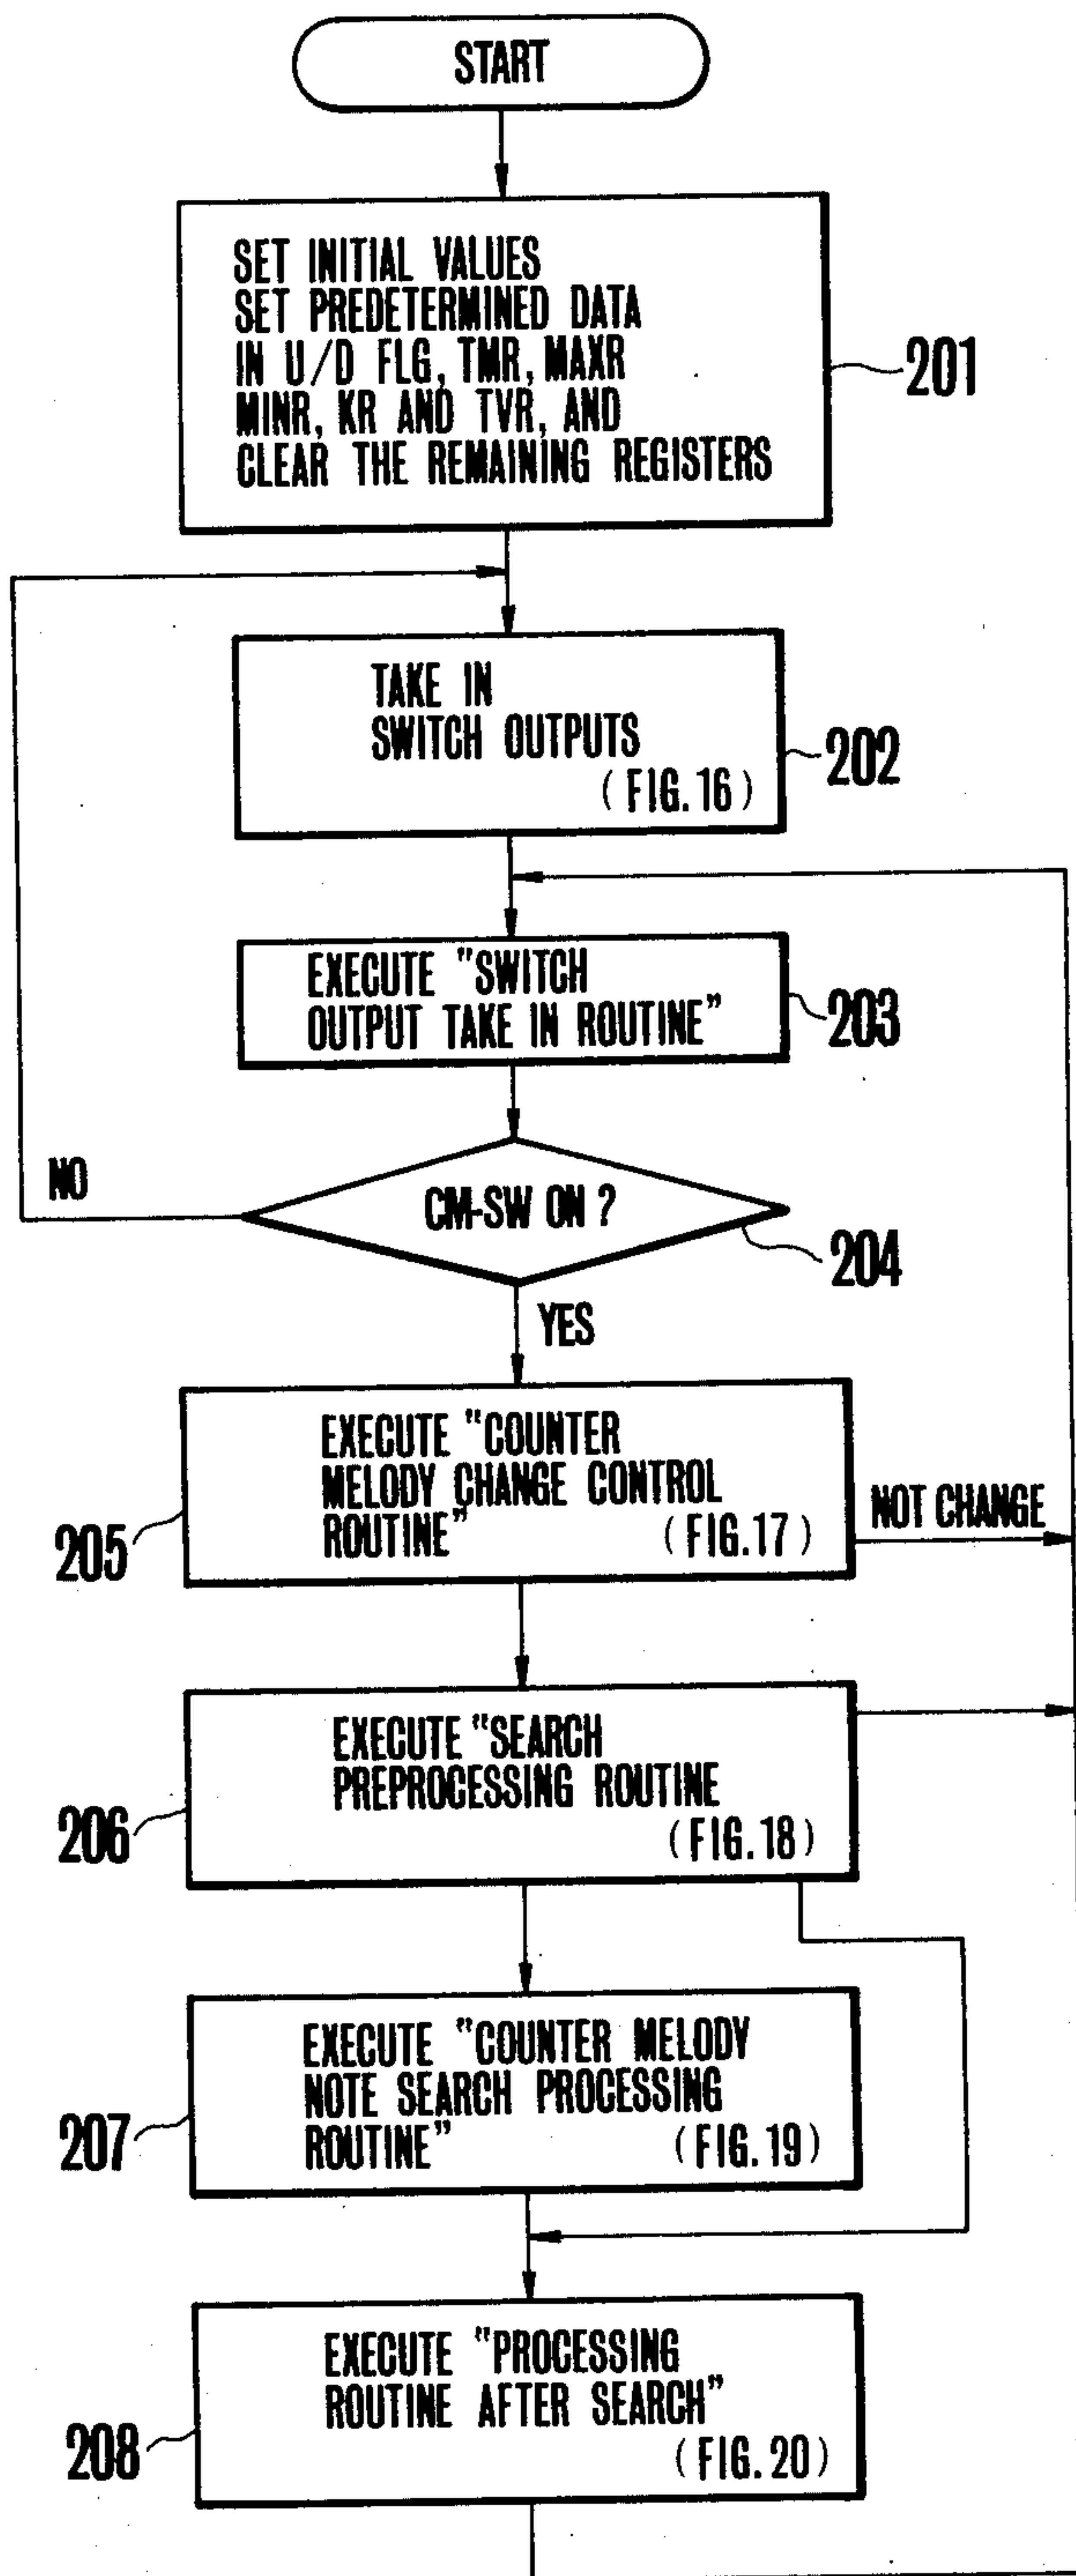 START
SET INITIAL VALUES
SET PREDETERMINED DATA
IN U/D FLG, TMR, MAXR
MINR, KR AND TVR, AND
CLEAR THE REMAINING REGISTERS
201
TAKE IN
SWITCH OUTPUTS
(FIG. 16)
202
EXECUTE "SWITCH
OUTPUT TAKE IN ROUTINE"
203
NO
CM-SW ON ?
204
YES
EXECUTE "COUNTER
MELODY CHANGE CONTROL
ROUTINE"
(FIG. 17)
NOT CHANGE
205
EXECUTE "SEARCH
PREPROCESSING ROUTINE
(FIG. 18)
206
EXECUTE "COUNTER MELODY
NOTE SEARCH PROCESSING
ROUTINE"
(FIG. 19)
207
EXECUTE "PROCESSING
ROUTINE AFTER SEARCH"
(FIG. 20)
208